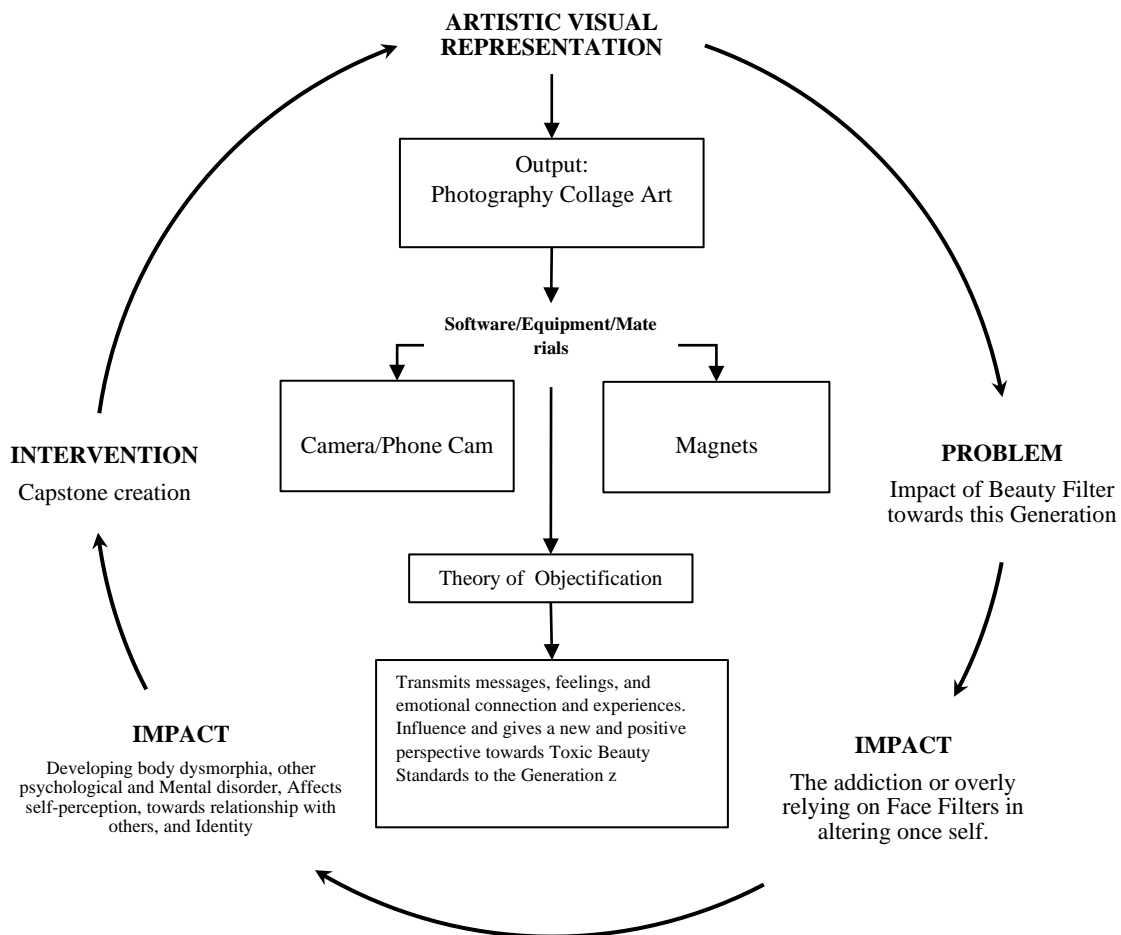 ARTISTIC VISUAL
REPRESENTATION
Output:
Photography Collage Art
Software/Equipment/Mate
rials
Camera/Phone Cam
Magnets
INTERVENTION
Capstone creation
PROBLEM
Impact of Beauty Filter
towards this Generation
Theory of Objectification
Transmits messages, feelings, and
emotional connection and experiences.
Influence and gives a new and positive
perspective towards Toxic Beauty
Standards to the Generation z
IMPACT
Developing body dysmorphia, other
psychological and Mental disorder, Affects
self-perception, towards relationship with
others, and Identity
IMPACT
The addiction or overly
relying on Face Filters in
altering once self.